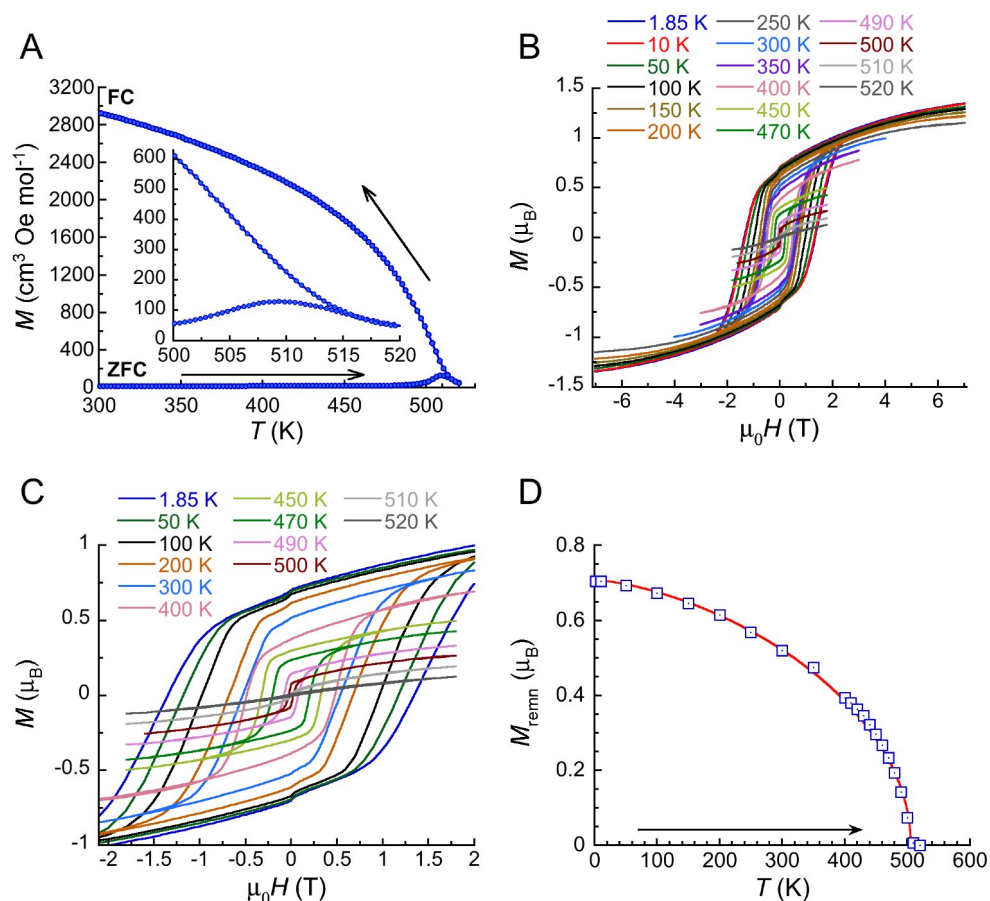 A
FC
ZFC
M (cm³ Oe mol⁻¹)
3200
2800
2400
2000
1600
1200
800
400
0
600
500
400
300
200
100
0
500 505 510 515 520
300 350 400 450 500
T (K)
B
1.85 K 250 K 490 K
10 K 300 K 500 K
50 K 350 K 510 K
100 K 400 K 520 K
150 K 450 K
200 K 470 K
M (μB)
1.5
1
0.5
0
-0.5
-1
-1.5
-6 -4 -2 0 2 4 6
μ₀H (T)
C
1.85 K 450 K 510 K
50 K 470 K 520 K
100 K 490 K
200 K 500 K
300 K
400 K
M (μB)
1
0.5
0
-0.5
-1
-1.5 -1 -0.5 0 0.5 1 1.5 2
μ₀H (T)
D
Mremn (μB)
0.8
0.6
0.4
0.2
0
0 100 200 300 400 500 600
T (K)